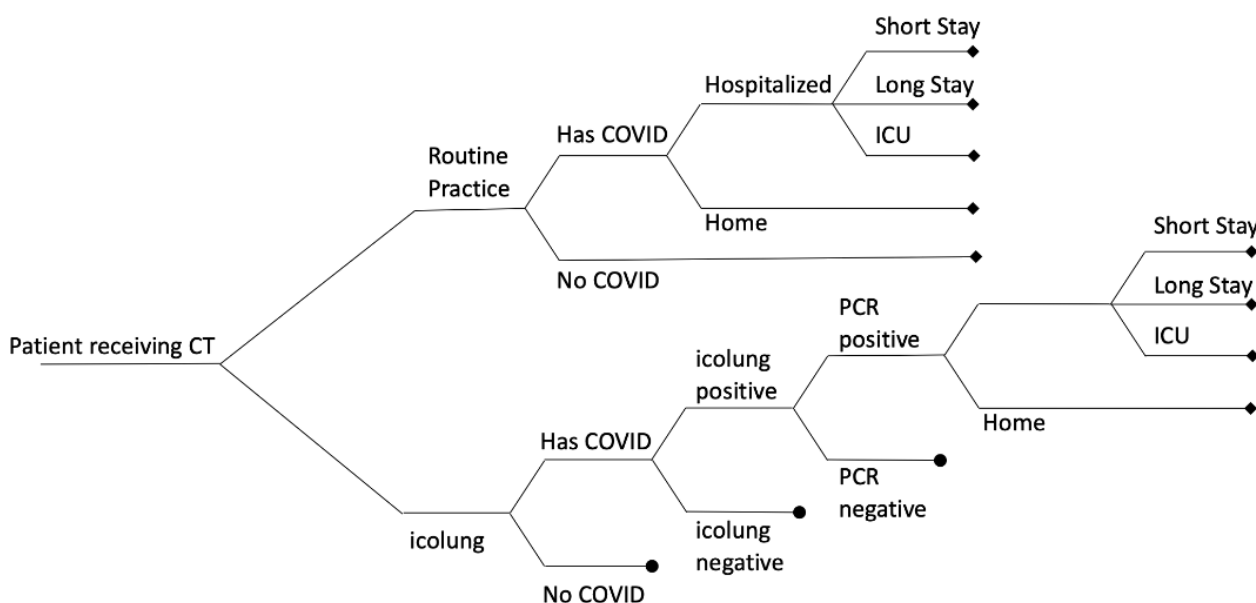 Short Stay
Hospitalized
Long Stay
Has COVID
ICU
Routine
Practice
Home
Short Stay
No COVID
Long Stay
PCR
positive
ICU
Patient receiving CT
icolung
positive
Home
Has COVID
PCR
negative
icolung
icolung
negative
No COVID